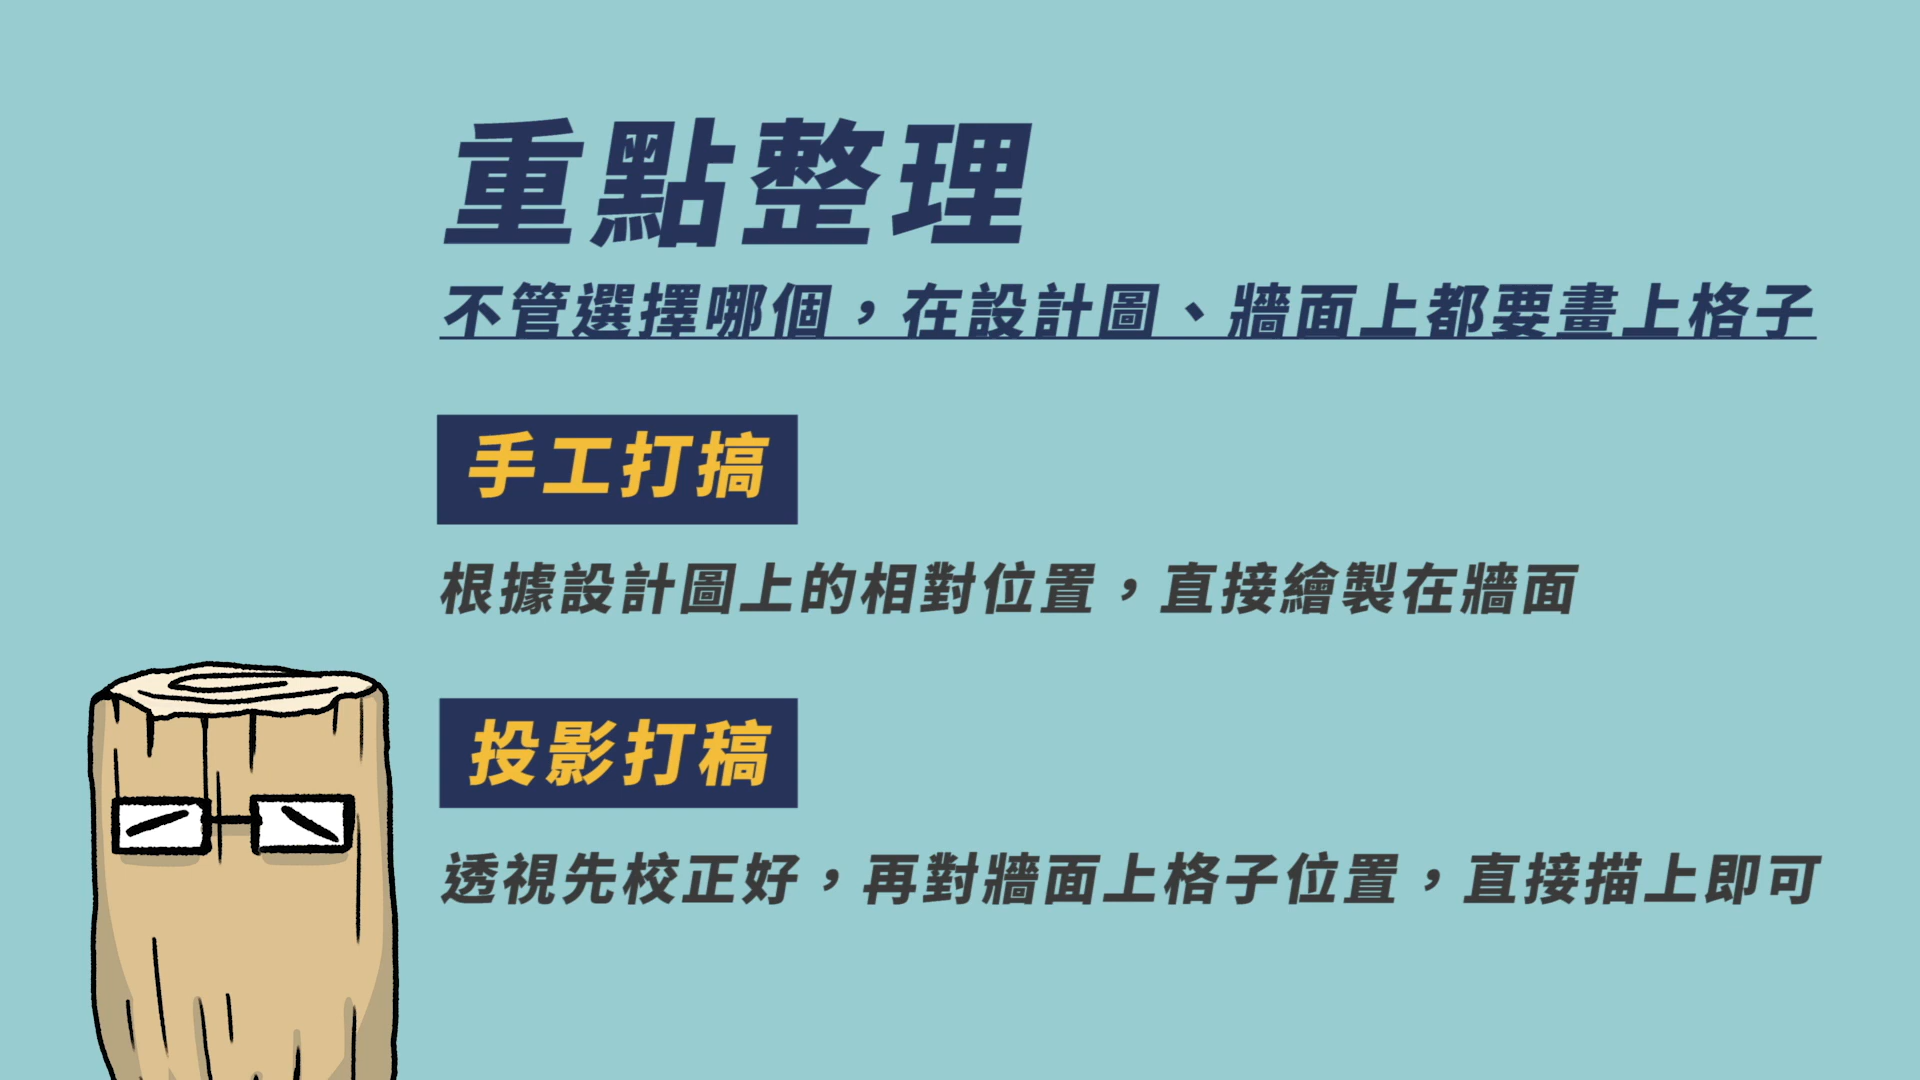 重點整理
不管選擇哪個，在設計圖、牆面上都要畫上格子
手工打搞
根據設計圖上的相對位置，直接繪製在牆面
投影打稿
透視先校正好，再對牆面上格子位置，直接描上即可